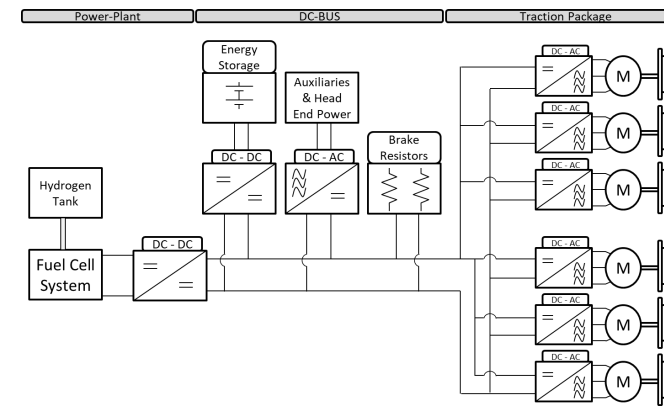 Power-Plant
DC-BUS
Traction Package
Energy
Storage
Auxiliaries
& Head
End Power
Brake
Resistors
DC - DC
DC - AC
Hydrogen
Tank
DC - DC
Fuel Cell
System
DC - AC
M
DC - AC
M
DC - AC
M
DC - AC
M
DC - AC
M
DC - AC
M